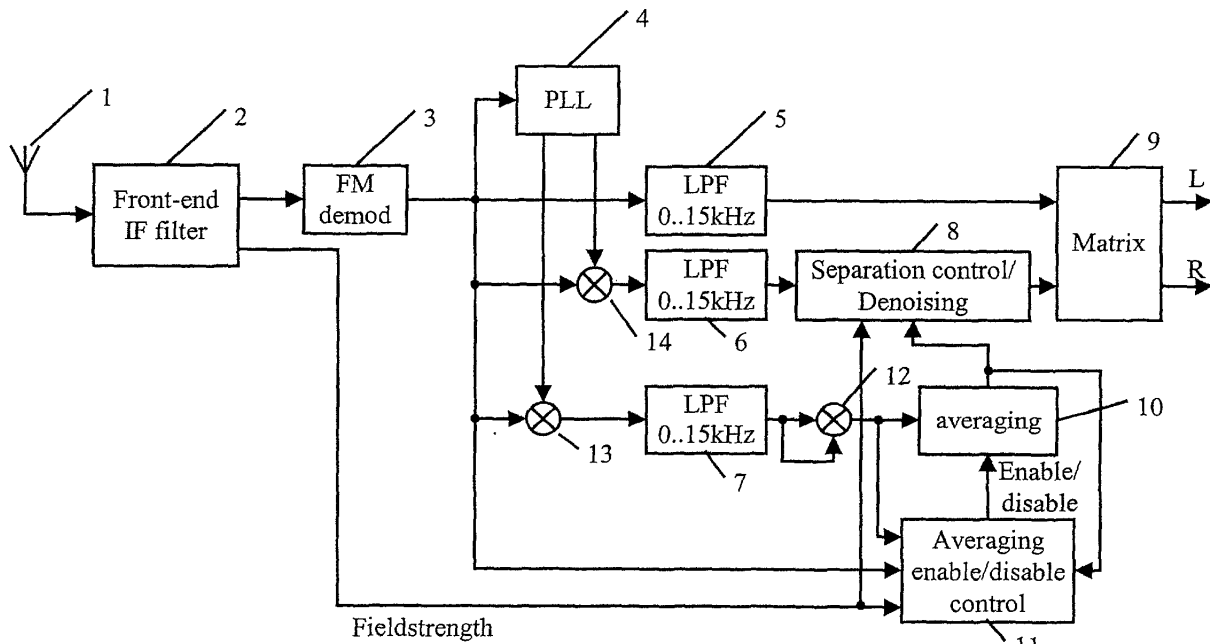 4
1
2
3
PLL
5
9
Front-end
IF filter
FM
demod
LPF
0..15kHz
L
Matrix
R
8
LPF
0..15kHz
Separation control/
Denoising
14
6
12
LPF
0..15kHz
averaging
10
13
7
Enable/
disable
Averaging
enable/disable
control
Fieldstrength
11